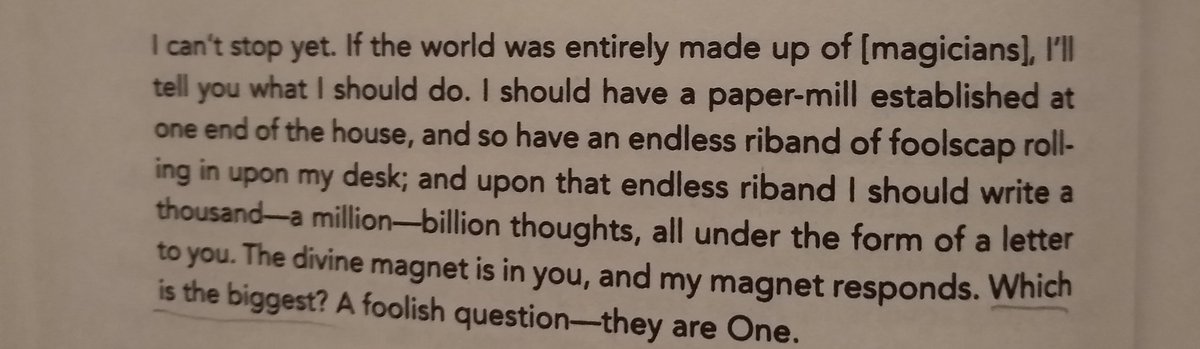 I can't stop yet. If the world was entirely made up of [magicians], I'll
tell you what I should do. I should have a paper-mill established at
one end of the house, and so have an endless riband of foolscap roll-
ing in upon my desk; and upon that endless riband I should write a
thousand—a million—billion thoughts, all under the form of a letter
to you. The divine magnet is in you, and my magnet responds. Which
is the biggest? A foolish question—they are One.